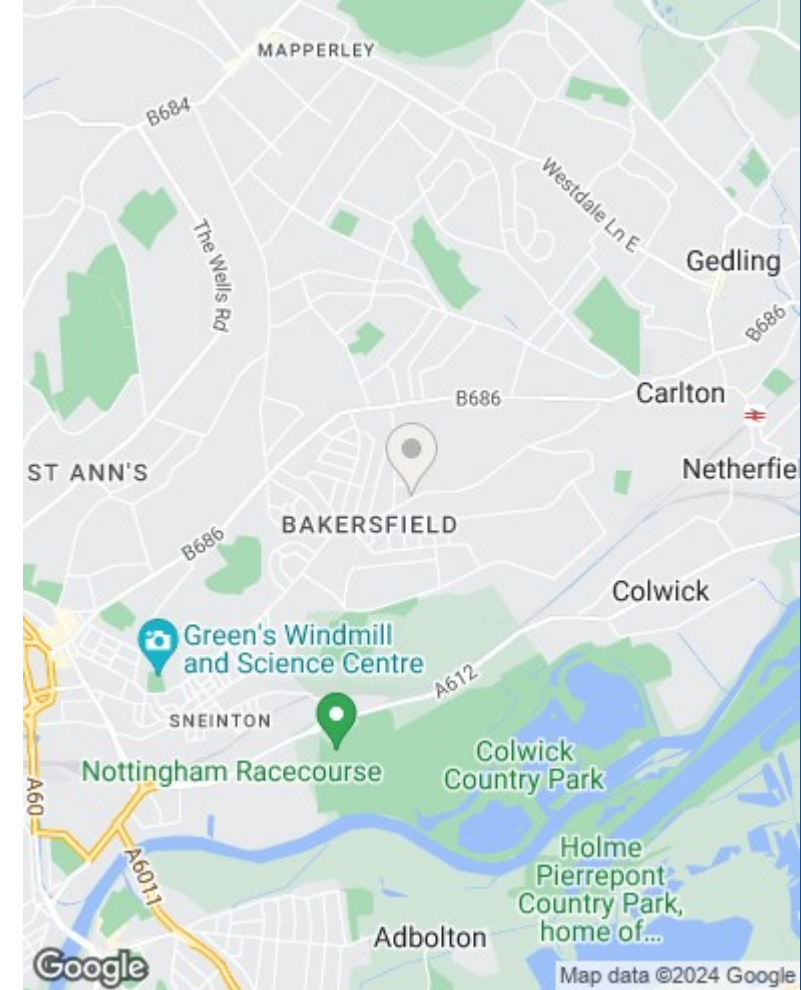 MAPPERLEY
B684
Westdale Ln E
The Wells Rd
Gedling
B686
B686
Carlton
ST ANN'S
Netherfie
BAKERSFIELD
B686
Colwick
Green's Windmill
and Science Centre
A612
SNEINTON
Colwick
Country Park
Nottingham Racecourse
A60
A6011
Holme
Pierrepont
Country Park,
home of...
Adbolton
Google
Map data ©2024 Google